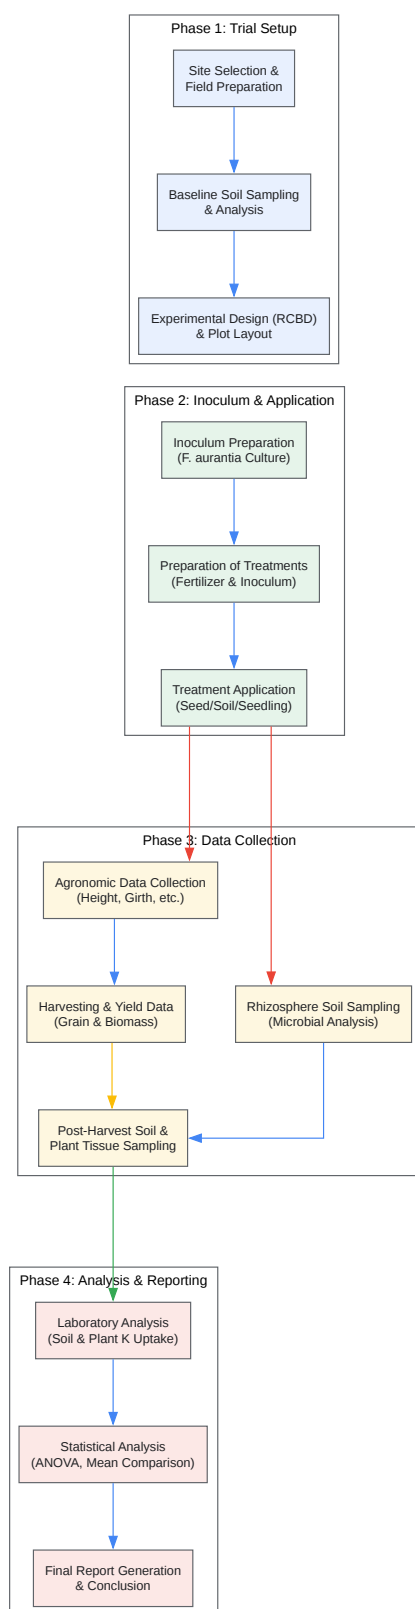 Phase 1: Trial Setup
Site Selection &
Field Preparation
Baseline Soil Sampling
& Analysis
Experimental Design (RCBD)
& Plot Layout
Phase 2: Inoculum & Application
Inoculum Preparation
(F. aurantia Culture)
Preparation of Treatments
(Fertilizer & Inoculum)
Treatment Application
(Seed/Soil/Seedling)
Phase 3: Data Collection
Agronomic Data Collection
(Height, Girth, etc.)
Harvesting & Yield Data
(Grain & Biomass)
Rhizosphere Soil Sampling
(Microbial Analysis)
Post-Harvest Soil &
Plant Tissue Sampling
Phase 4: Analysis & Reporting
Laboratory Analysis
(Soil & Plant K Uptake)
Statistical Analysis
(ANOVA, Mean Comparison)
Final Report Generation
& Conclusion